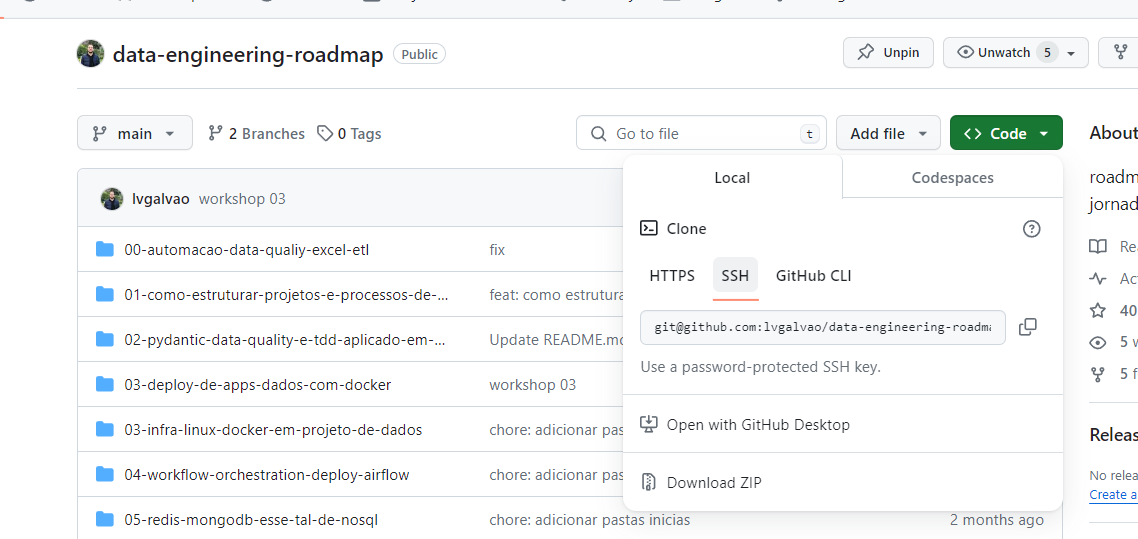 data-engineering-roadmap Public Unpin Unwatch 5
main 2 Branches 0 Tags Go to file t Add file Code
About
Local Codespaces
roadm
jornad
lvgalvao workshop 03
Clone
00-automacao-data-qualiy-excel-etl fix
HTTPS SSH GitHub CLI
01-como-estruturar-projetos-e-processos-de-... feat: como estrutura
git@github.com:lvgalvao/data-engineering-roadma
40
02-pydantic-data-quality-e-tdd-aplicado-em-... Update README.md
5 w
Use a password-protected SSH key.
5 f
03-deploy-de-apps-dados-com-docker workshop 03
Open with GitHub Desktop
03-infra-linux-docker-em-projeto-de-dados chore: adicionar pas
Releas
04-workflow-orchestration-deploy-airflow chore: adicionar pas
Download ZIP
No relea
Create a
05-redis-mongodb-esse-tal-de-nosql chore: adicionar pastas inicias 2 months ago